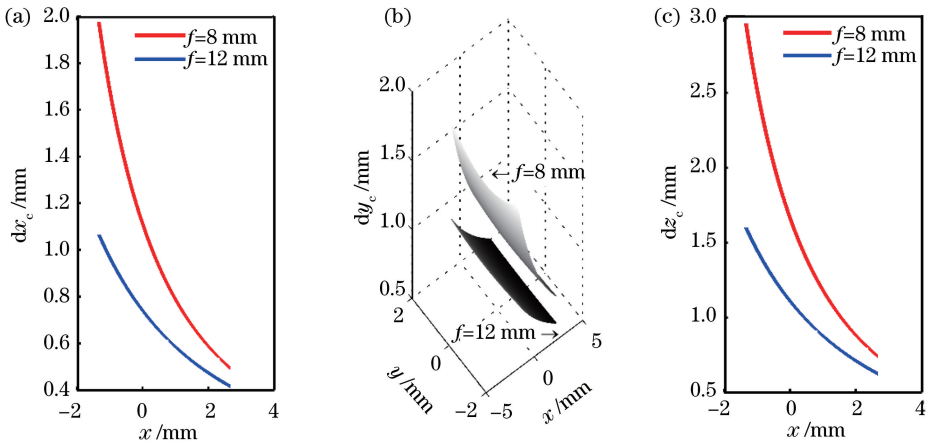 (a)
2.0
1.8
1.6
1.4
1.2
1.0
0.8
0.6
0.4
−2
0
2
4
dx_c /mm
x /mm
f=8 mm
f=12 mm
(b)
2.0
1.5
1.0
0.5
dy_c /mm
2
0
−2
y /mm
−5
0
5
x /mm
← f=8 mm
f=12 mm →
(c)
3.0
2.5
2.0
1.5
1.0
0.5
−2
0
2
4
dz_c /mm
x /mm
f=8 mm
f=12 mm